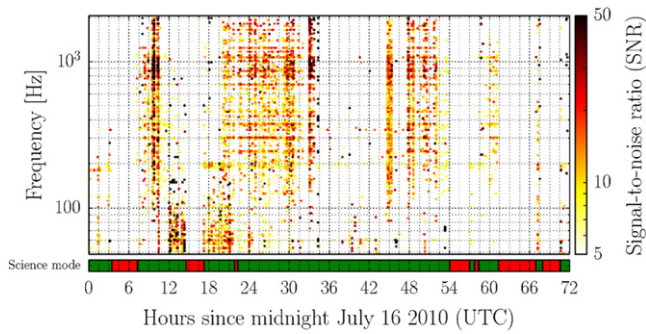 50
10³
Frequency [Hz]
100
10
5
Signal-to-noise ratio (SNR)
Science mode
0 6 12 18 24 30 36 42 48 54 60 66 72
Hours since midnight July 16 2010 (UTC)